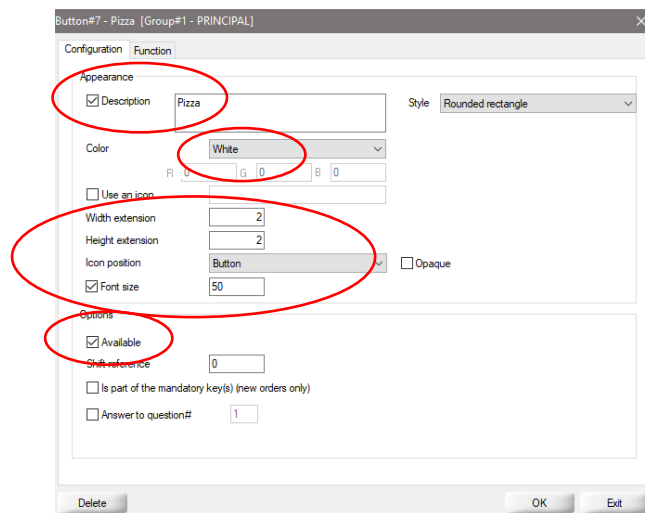 Button#7 - Pizza [Group#1 - PRINCIPAL]
Configuration Function
Appearance
Description Pizza Style Rounded rectangle
Color White
R 0 G 0 B 0
Use an icon
Width extension 2
Height extension 2
Icon position Button Opaque
Font size 50
Options
Available
Shift reference 0
Is part of the mandatory key(s) (new orders only)
Answer to question# 1
Delete OK Exit